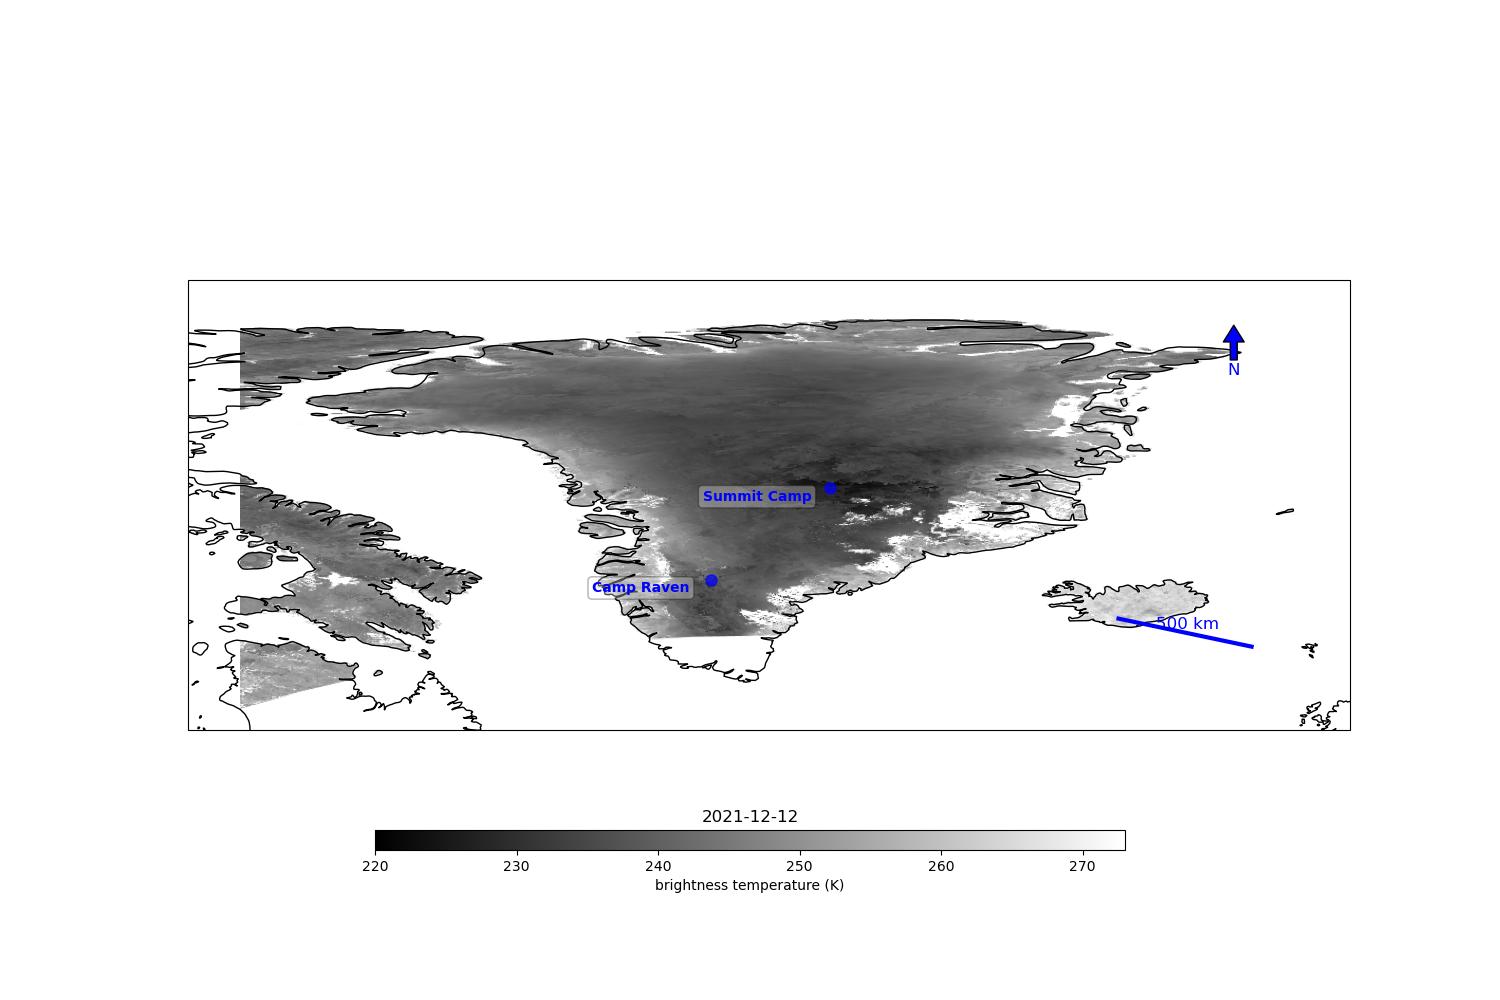 N
Summit Camp
Camp Raven
500 km
2021-12-12
220 230 240 250 260 270
brightness temperature (K)